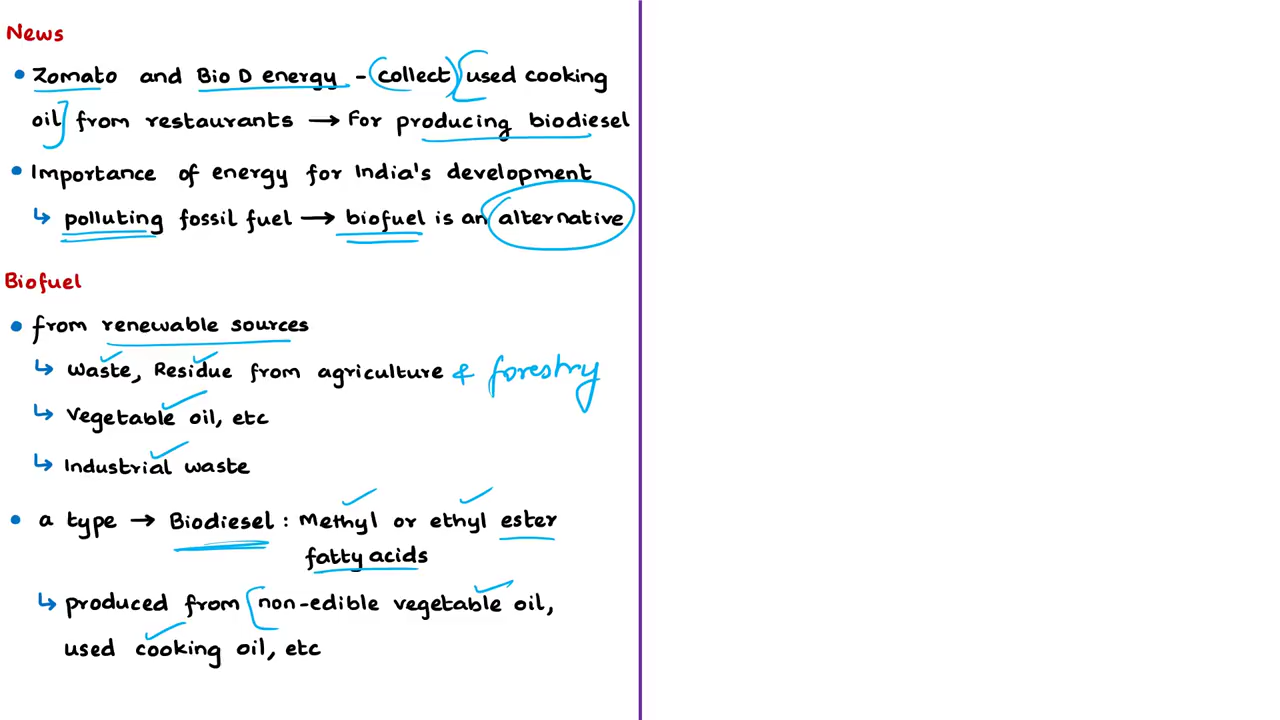 News
• Zomato and Bio D energy - collect used cooking
oil from restaurants → For producing biodiesel
• Importance of energy for India's development
↳ polluting fossil fuel → biofuel is an alternative
Biofuel
• from renewable sources
↳ Waste, Residue from agriculture & forestry
↳ Vegetable oil, etc
↳ Industrial waste
• a type → Biodiesel : Methyl or ethyl ester
fatty acids
↳ produced from [non-edible vegetable oil,
used cooking oil, etc